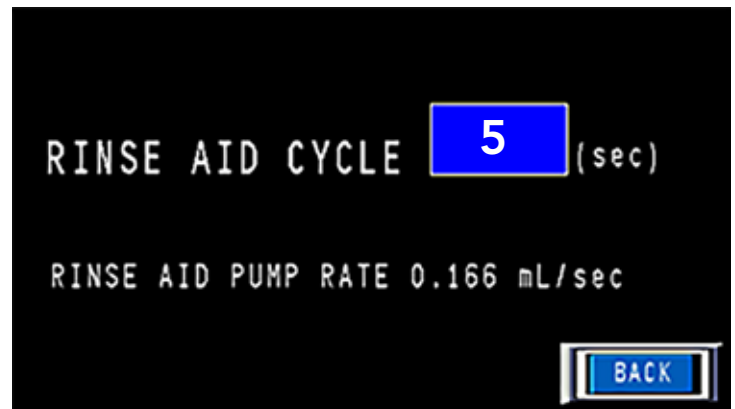 RINSE AID CYCLE 5 (sec)
RINSE AID PUMP RATE 0.166 mL/sec
BACK